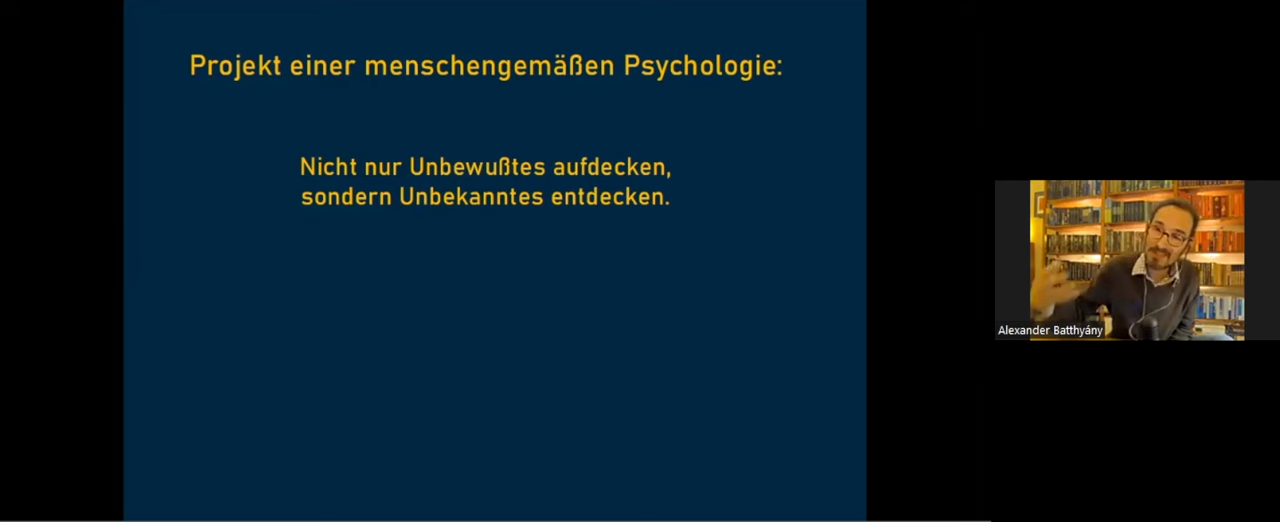 Projekt einer menschengemäßen Psychologie:
Nicht nur Unbewußtes aufdecken,
sondern Unbekanntes entdecken.
Alexander Batthyány